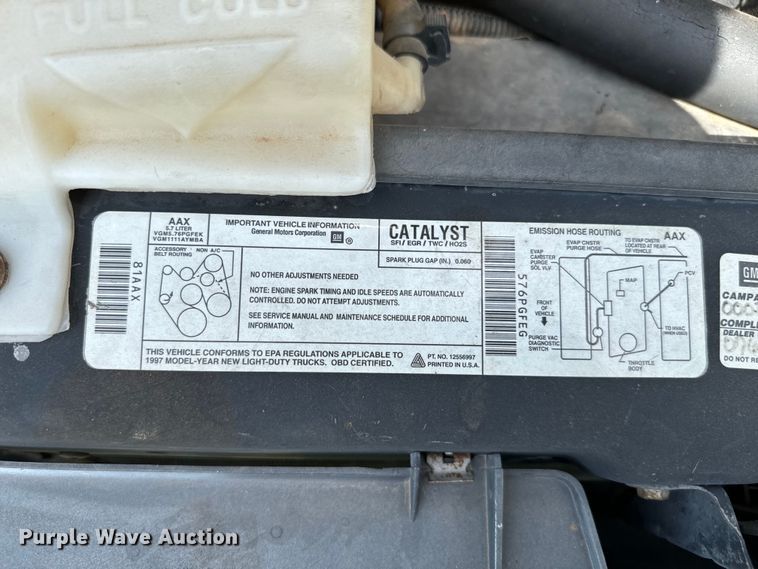 FULL COLD
AAX
5.7 LITER
VGM5.76PGFEK
VGM1111AYMBA
ACCESSORY NON A/C
BELT ROUTING
81AAX
IMPORTANT VEHICLE INFORMATION
General Motors Corporation GM ®
CATALYST
SFI / EGR / TWC / HO2S
SPARK PLUG GAP (IN.) 0.060
NO OTHER ADJUSTMENTS NEEDED
NOTE: ENGINE SPARK TIMING AND IDLE SPEEDS ARE AUTOMATICALLY
CONTROLLED. DO NOT ATTEMPT ADJUSTMENTS.
SEE SERVICE MANUAL AND MAINTENANCE SCHEDULE FOR ADDITIONAL
INFORMATION.
THIS VEHICLE CONFORMS TO EPA REGULATIONS APPLICABLE TO
1997 MODEL-YEAR NEW LIGHT-DUTY TRUCKS. OBD CERTIFIED.
PT. NO. 12556997
PRINTED IN U.S.A.
576PGFEG
EMISSION HOSE ROUTING AAX
EVAP CNSTR
PURGE HOSE
TO EVAP CNSTR
LOCATED AT REAR
OF VEHICLE
EVAP
CANISTER
PURGE
SOL VLV
MAP
PCV
FRONT
OF
VEHICLE
TO HVAC
(WHEN USED)
PURGE VAC
DIAGNOSTIC
SWITCH
THROTTLE
BODY
GM
CAMPA
COMPLE
DEALER
DO NOT RE
Purple Wave Auction